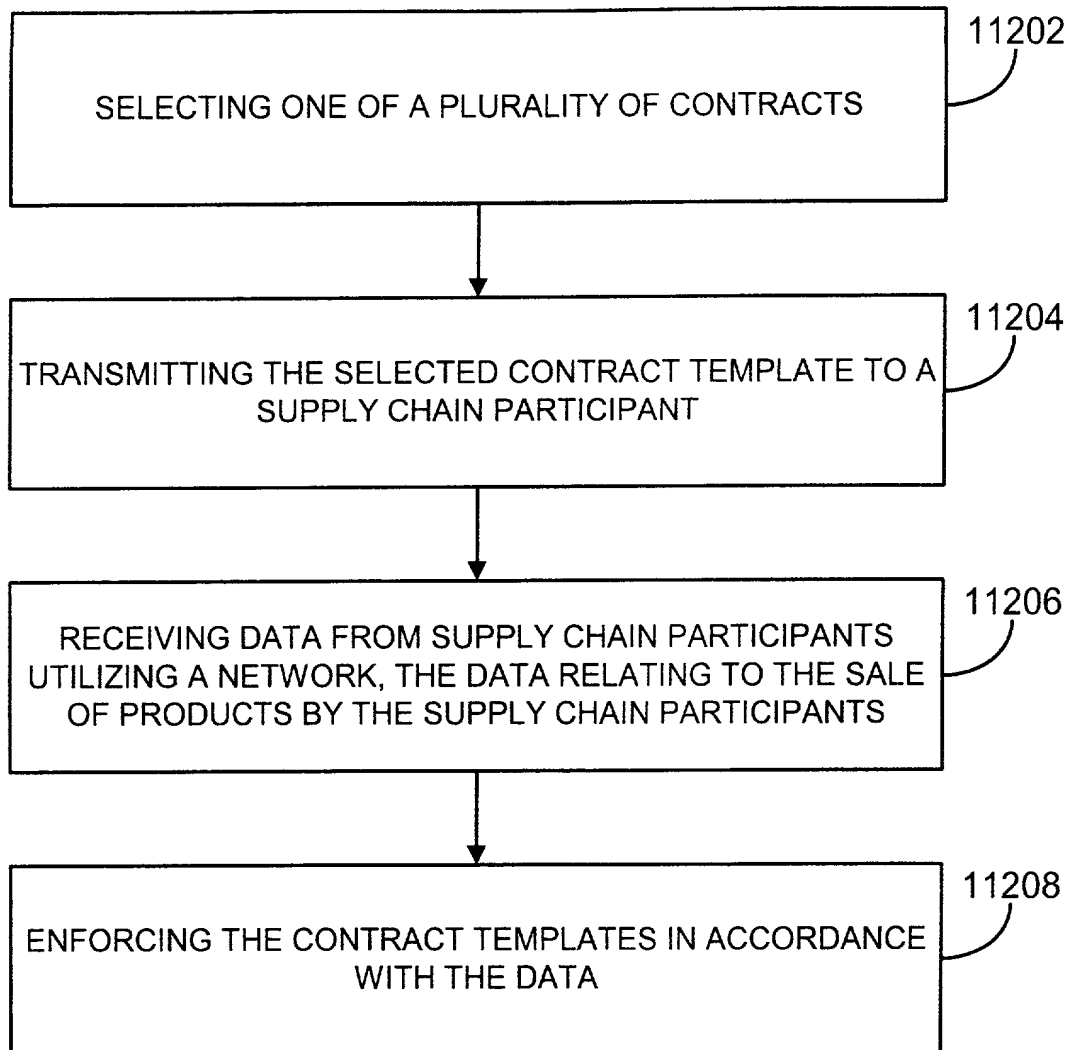 11202
SELECTING ONE OF A PLURALITY OF CONTRACTS
11204
TRANSMITTING THE SELECTED CONTRACT TEMPLATE TO A
SUPPLY CHAIN PARTICIPANT
11206
RECEIVING DATA FROM SUPPLY CHAIN PARTICIPANTS
UTILIZING A NETWORK, THE DATA RELATING TO THE SALE
OF PRODUCTS BY THE SUPPLY CHAIN PARTICIPANTS
11208
ENFORCING THE CONTRACT TEMPLATES IN ACCORDANCE
WITH THE DATA